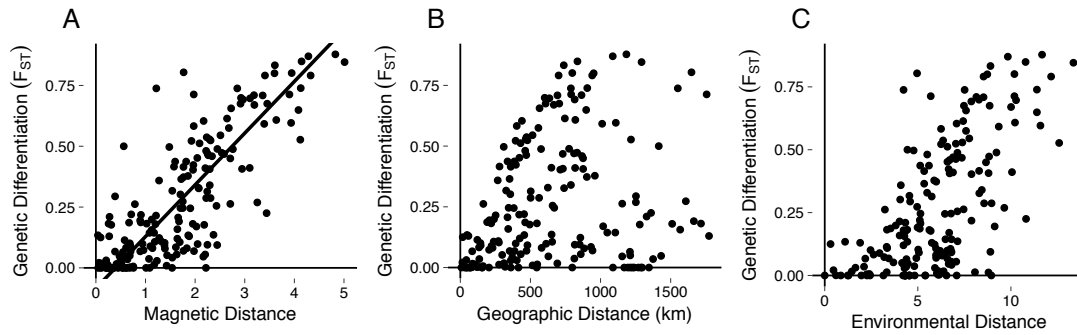 A
Genetic Differentiation (FST)
0.75
0.50
0.25
0.00
0
1
2
3
4
5
Magnetic Distance
B
Genetic Differentiation (FST)
0.75
0.50
0.25
0.00
0
500
1000
1500
Geographic Distance (km)
C
Genetic Differentiation (FST)
0.75
0.50
0.25
0.00
0
5
10
Environmental Distance